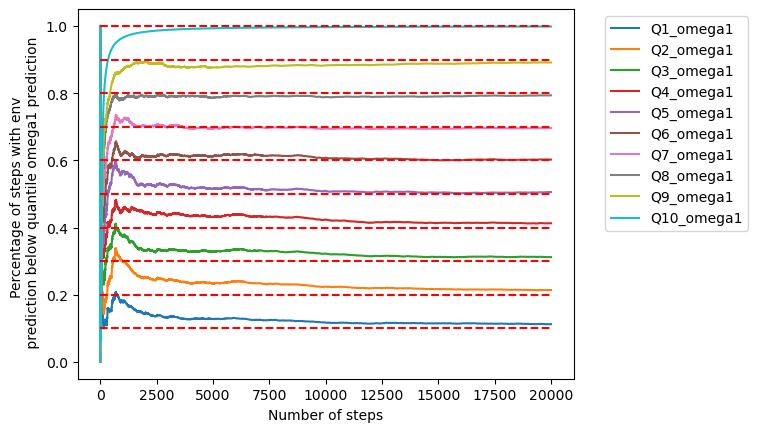 Percentage of steps with env
prediction below quantile omega1 prediction
1.0
0.8
0.6
0.4
0.2
0.0
0 2500 5000 7500 10000 12500 15000 17500 20000
Number of steps
Q1_omega1
Q2_omega1
Q3_omega1
Q4_omega1
Q5_omega1
Q6_omega1
Q7_omega1
Q8_omega1
Q9_omega1
Q10_omega1